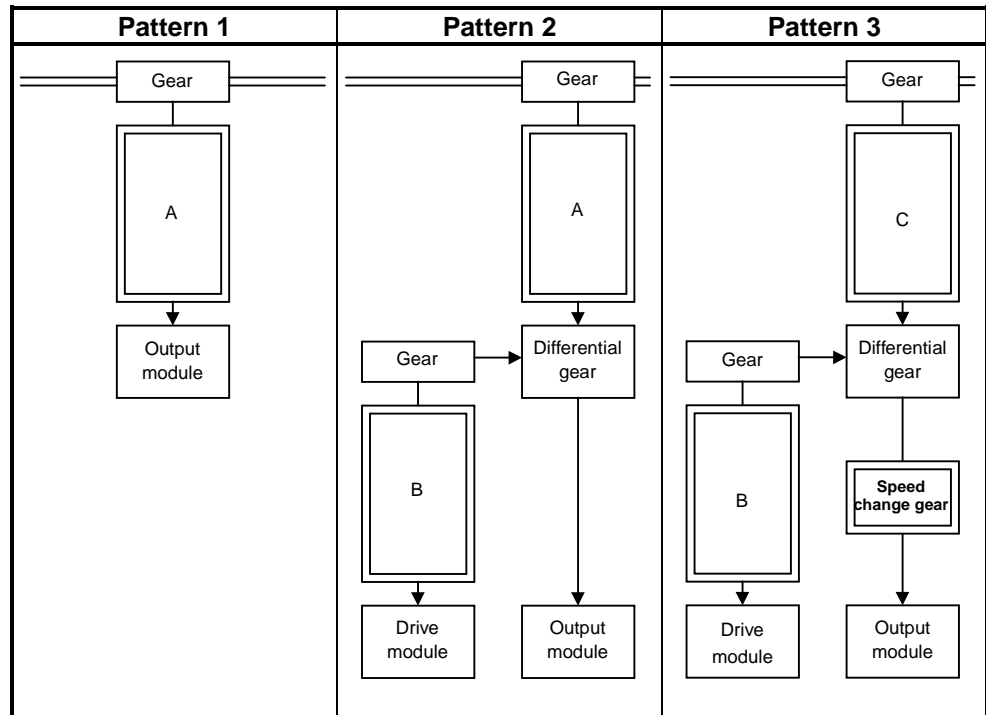 Pattern 1
Pattern 2
Pattern 3
Gear
A
Output
module
Gear
A
Gear
Differential
gear
B
Drive
module
Output
module
Gear
C
Gear
Differential
gear
B
Speed
change gear
Drive
module
Output
module